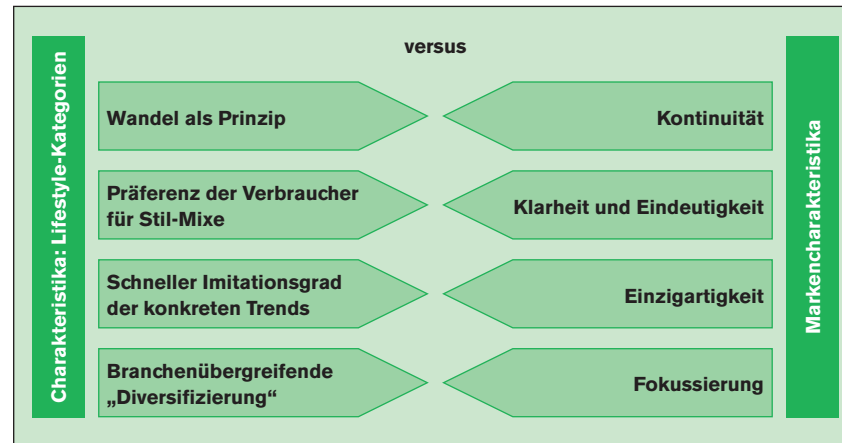 versus
Charakteristika: Lifestyle-Kategorien
Wandel als Prinzip
Kontinuität
Präferenz der Verbraucher
für Stil-Mixe
Klarheit und Eindeutigkeit
Schneller Imitationsgrad
der konkreten Trends
Einzigartigkeit
Branchenübergreifende
„Diversifizierung“
Fokussierung
Markencharakteristika